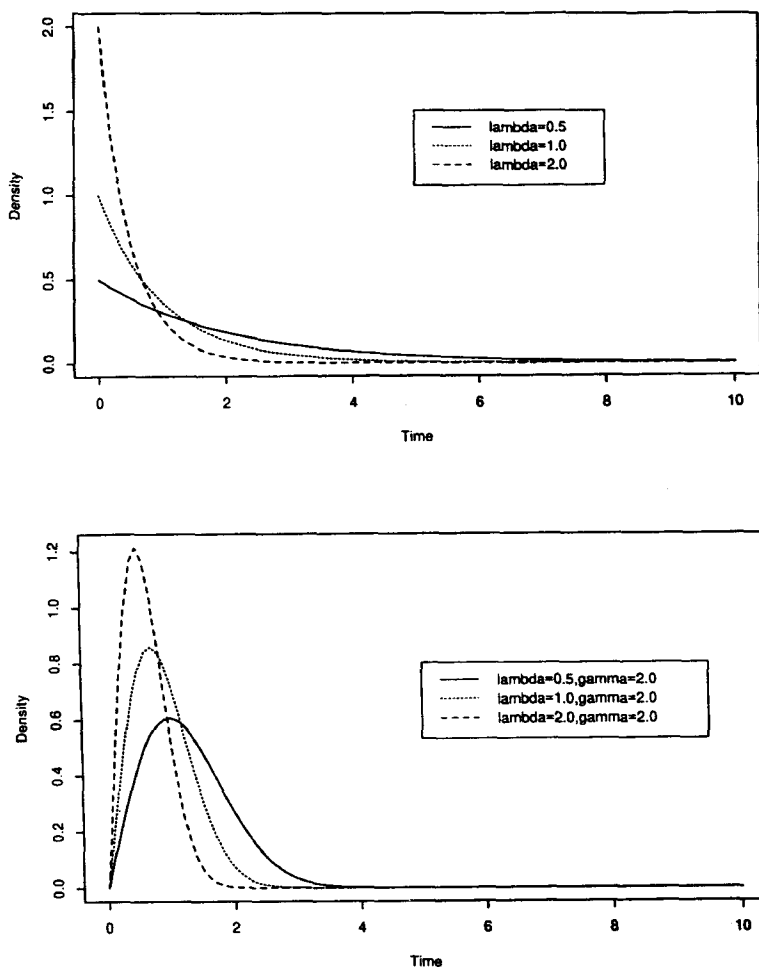 2.0
1.5
1.0
0.5
0.0
Density
lambda=0.5
lambda=1.0
lambda=2.0
0 2 4 6 8 10
Time
1.2
1.0
0.8
0.6
0.4
0.2
0.0
Density
lambda=0.5,gamma=2.0
lambda=1.0,gamma=2.0
lambda=2.0,gamma=2.0
0 2 4 6 8 10
Time